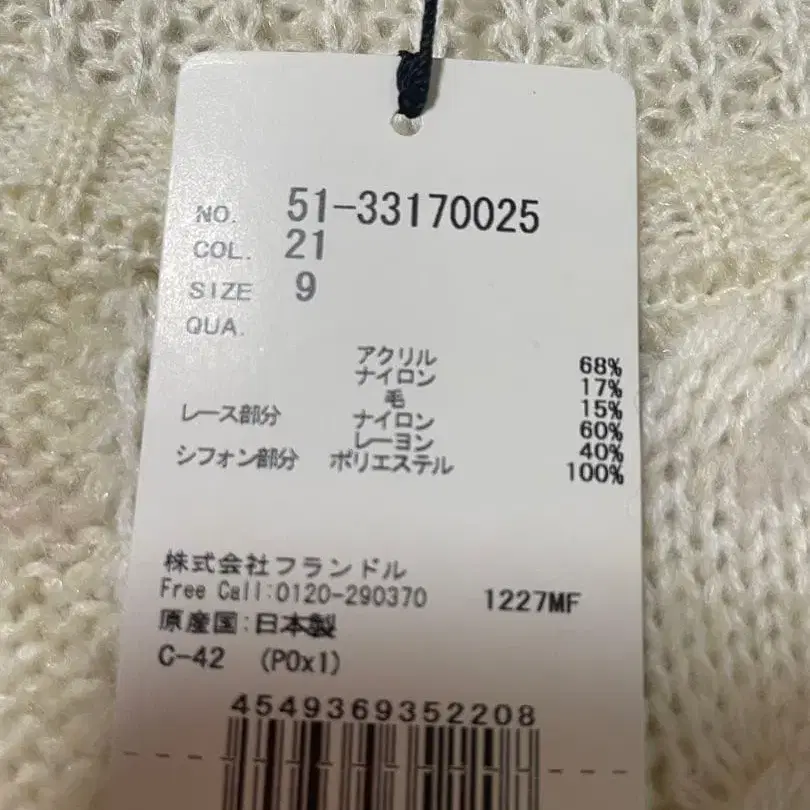 NO. 51-33170025
COL. 21
SIZE 9
QUA.
アクリル 68%
ナイロン 17%
毛 15%
レース部分 ナイロン 60%
レーヨン 40%
シフォン部分 ポリエステル 100%
株式会社フランドル
Free Call:0120-290370 1227MF
原産国:日本製
C-42 (P0x1)
4549369352208